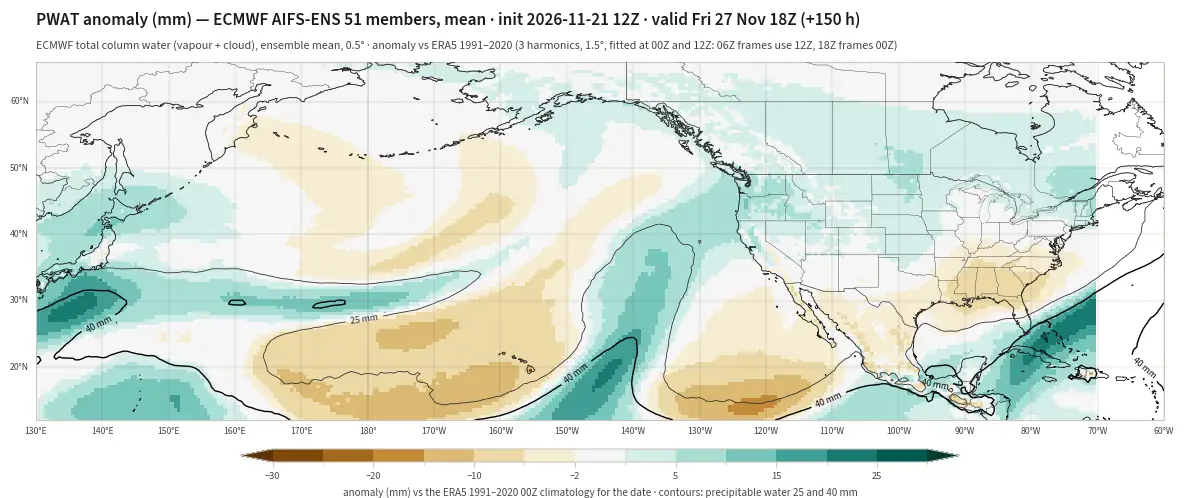 PWAT anomaly (mm) — ECMWF AIFS-ENS 51 members, mean · init 2026-11-21 12Z · valid Fri 27 Nov 18Z (+150 h)
ECMWF total column water (vapour + cloud), ensemble mean, 0.5° · anomaly vs ERA5 1991–2020 (3 harmonics, 1.5°, fitted at 00Z and 12Z: 06Z frames use 12Z, 18Z frames 00Z)
60°N
50°N
40°N
30°N
20°N
25 mm
40 mm
40 mm
40 mm
40 mm
40 mm
130°E 140°E 150°E 160°E 170°E 180° 170°W 160°W 150°W 140°W 130°W 120°W 110°W 100°W 90°W 80°W 70°W 60°W
−30 −20 −10 −2 5 15 25
anomaly (mm) vs the ERA5 1991–2020 00Z climatology for the date · contours: precipitable water 25 and 40 mm